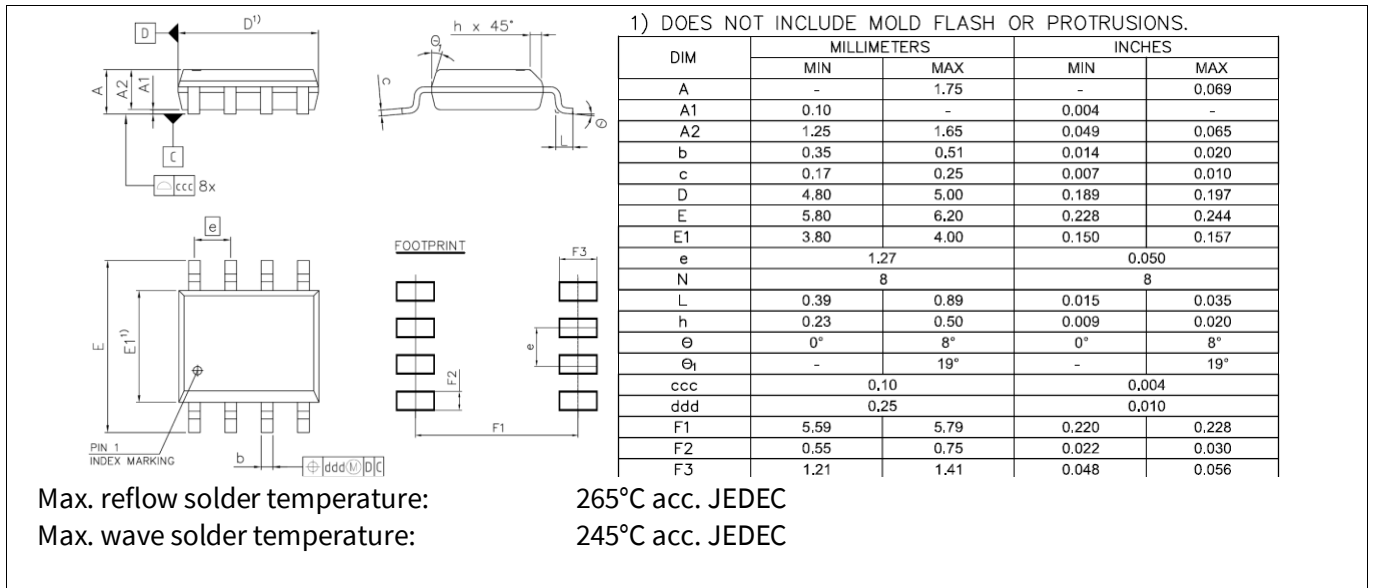 D
D¹⁾
h x 45°
Θ₁
A
A2
A1
c
L
Θ
C
⌓ ccc 8x
e
E
E1¹⁾
PIN 1
INDEX MARKING
b
⌖ dddⓂ D C
FOOTPRINT
F3
e
F2
F1
1) DOES NOT INCLUDE MOLD FLASH OR PROTRUSIONS.
DIM MILLIMETERS INCHES
MIN MAX MIN MAX
A - 1.75 - 0.069
A1 0.10 - 0.004 -
A2 1.25 1.65 0.049 0.065
b 0.35 0.51 0.014 0.020
c 0.17 0.25 0.007 0.010
D 4.80 5.00 0.189 0.197
E 5.80 6.20 0.228 0.244
E1 3.80 4.00 0.150 0.157
e 1.27 0.050
N 8 8
L 0.39 0.89 0.015 0.035
h 0.23 0.50 0.009 0.020
Θ 0° 8° 0° 8°
Θ₁ - 19° - 19°
ccc 0.10 0.004
ddd 0.25 0.010
F1 5.59 5.79 0.220 0.228
F2 0.55 0.75 0.022 0.030
F3 1.21 1.41 0.048 0.056
Max. reflow solder temperature: 265°C acc. JEDEC
Max. wave solder temperature: 245°C acc. JEDEC